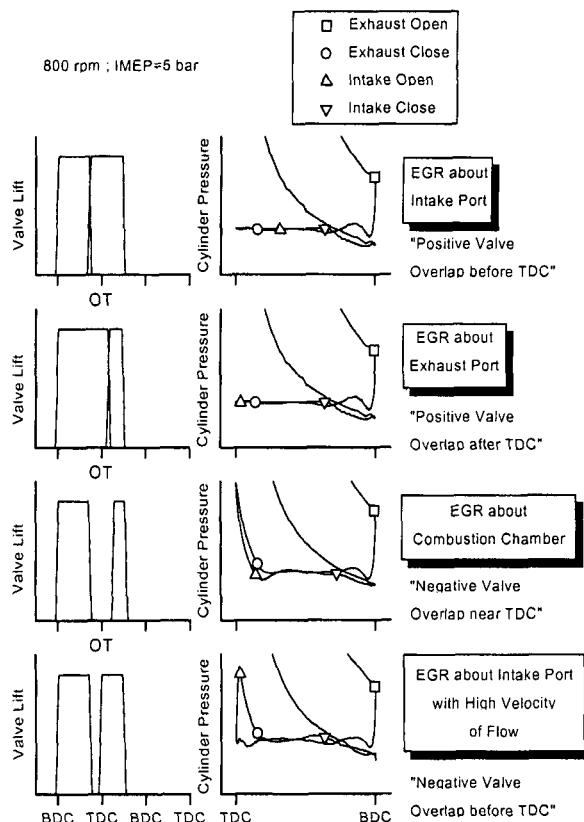 800 rpm ; IMEP=5 bar
Exhaust Open
Exhaust Close
Intake Open
Intake Close
Valve Lift
Cylinder Pressure
EGR about
Intake Port
"Positive Valve
Overlap before TDC"
OT
Valve Lift
Cylinder Pressure
EGR about
Exhaust Port
"Positive Valve
Overlap after TDC"
OT
Valve Lift
Cylinder Pressure
EGR about
Combustion Chamber
"Negative Valve
Overlap near TDC"
OT
Valve Lift
Cylinder Pressure
EGR about Intake Port
with High Velocity
of Flow
"Negative Valve
Overlap before TDC"
BDC TDC BDC TDC
TDC BDC